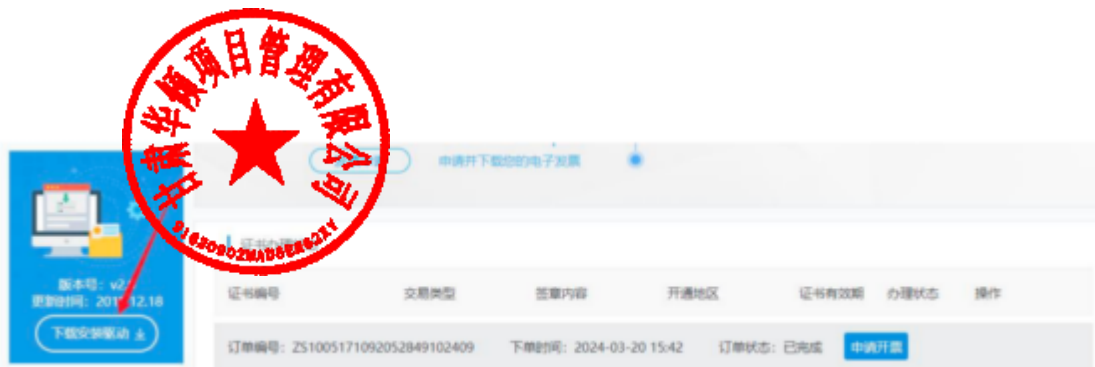 甘肃华领项目管理有限公司
申请并下载您的电子发票
版本号：v2.
更新时间：201 12.18
下载安装驱动
证书编号 交易类型 签章内容 开通地区 证书有效期 办理状态 操作
订单编号：ZS1005171092052849102409 下单时间：2024-03-20 15:42 订单状态：已完成 申请开票